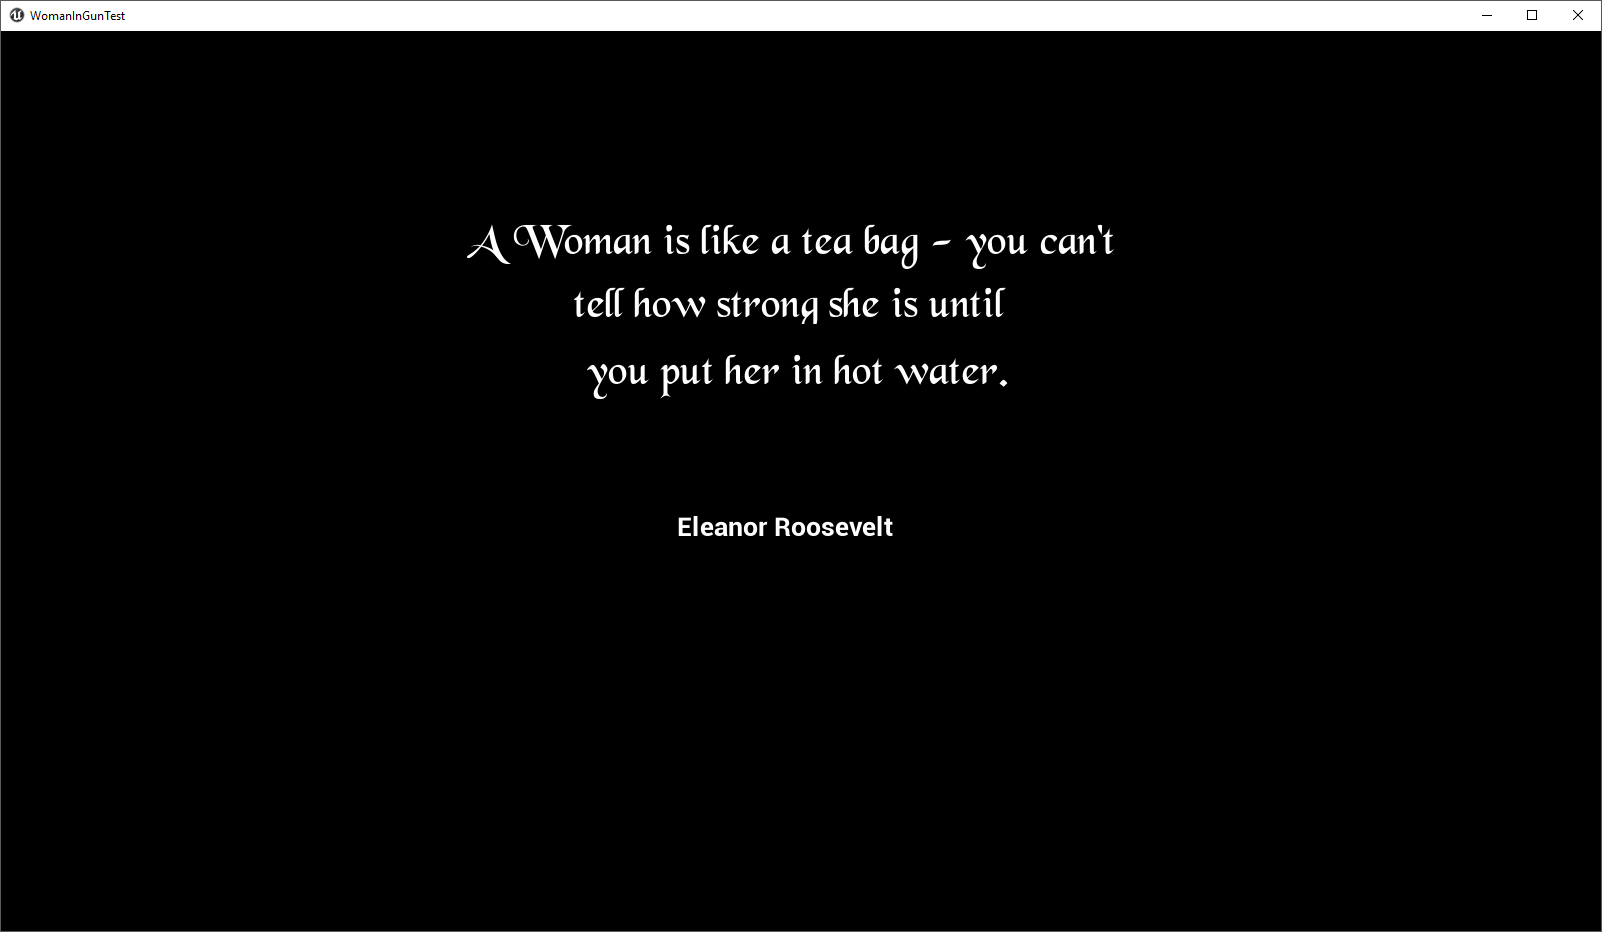 WomanInGunTest
A Woman is like a tea bag - you can't
tell how strong she is until
you put her in hot water.
Eleanor Roosevelt